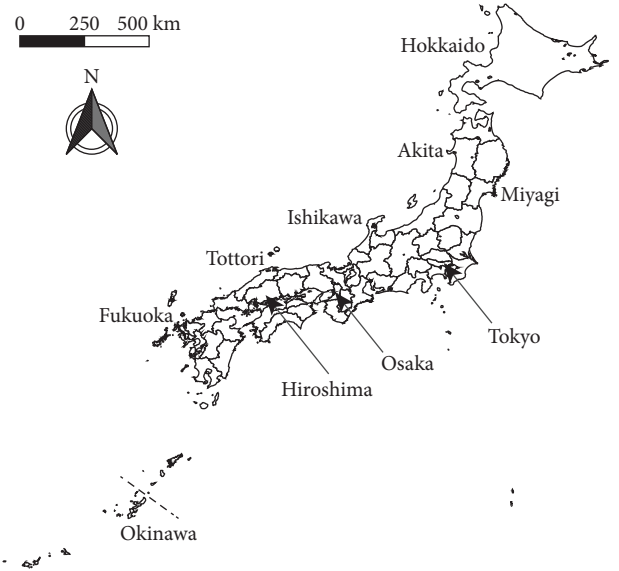 0 250 500 km
N
Hokkaido
Akita
Miyagi
Ishikawa
Tottori
Fukuoka
Tokyo
Osaka
Hiroshima
Okinawa